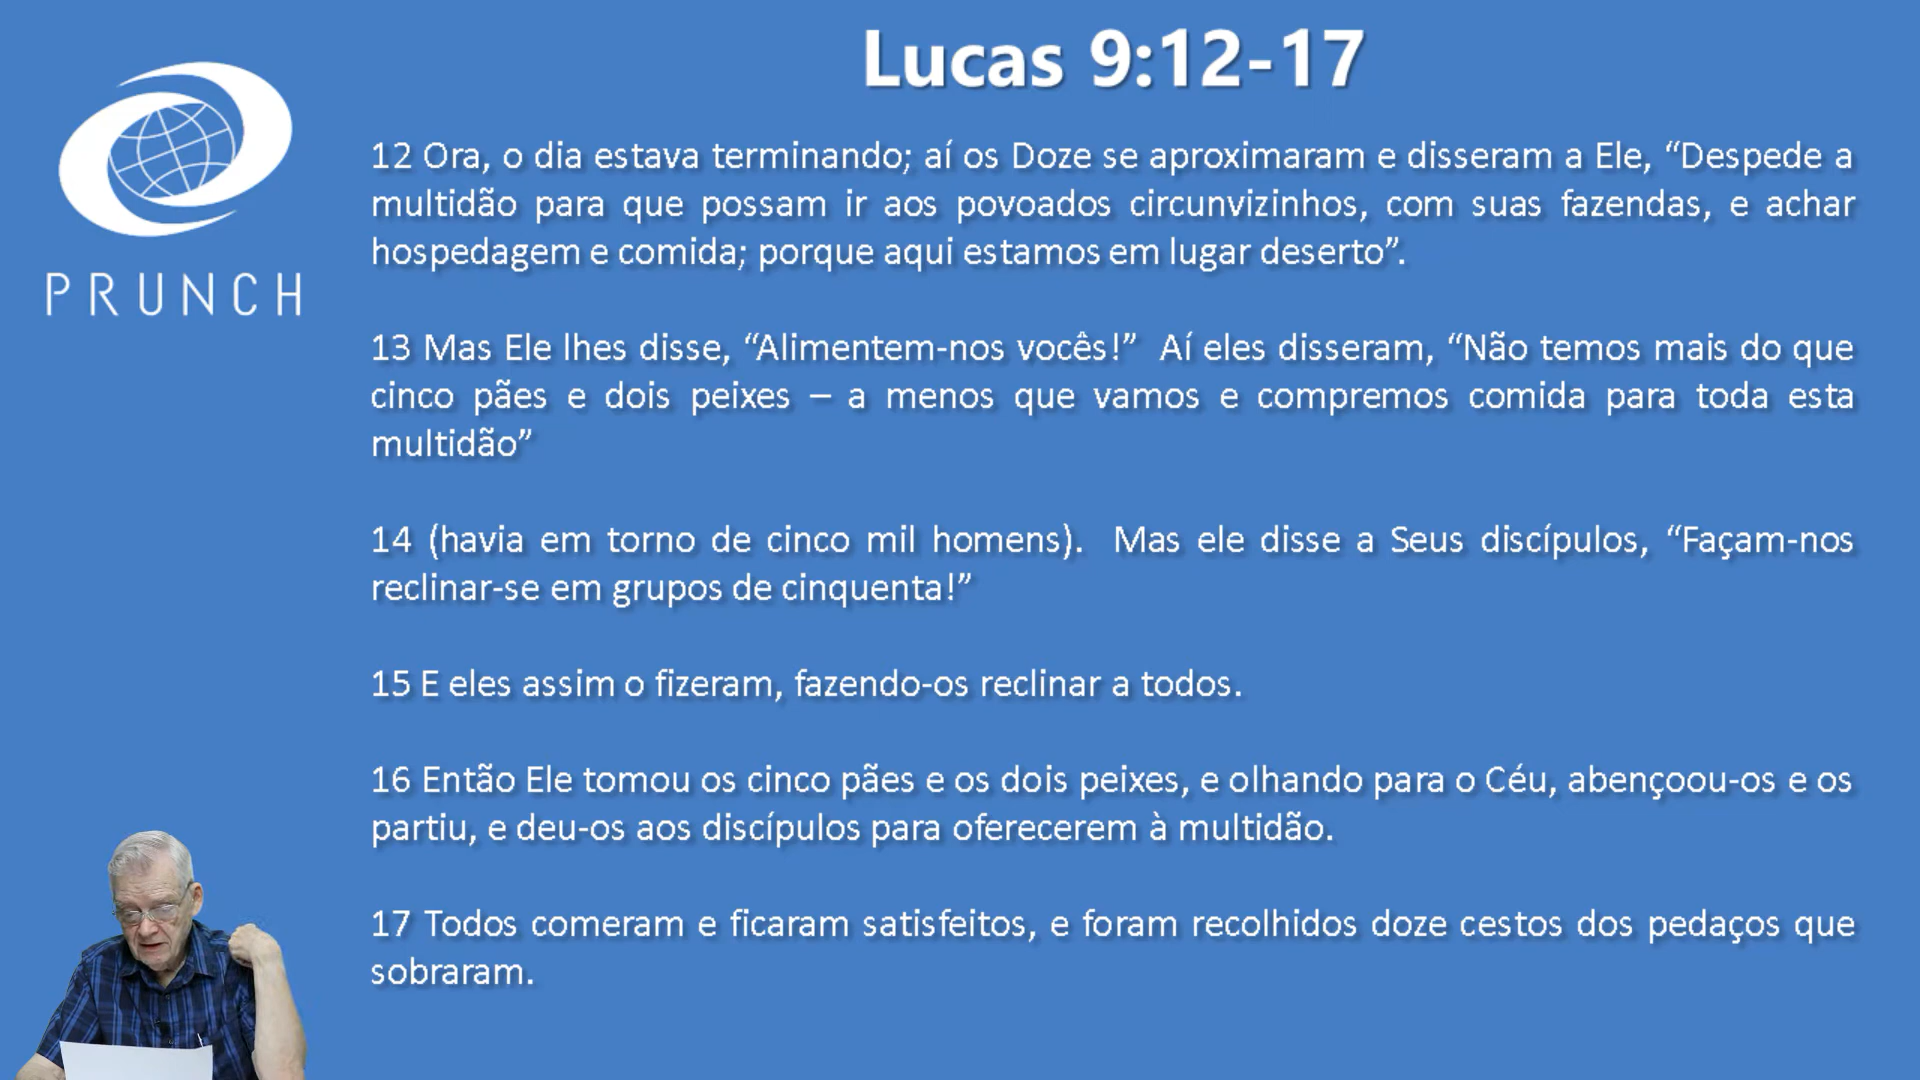 Lucas 9:12-17
PRUNCH
12 Ora, o dia estava terminando; aí os Doze se aproximaram e disseram a Ele, “Despede a
multidão para que possam ir aos povoados circunvizinhos, com suas fazendas, e achar
hospedagem e comida; porque aqui estamos em lugar deserto”.
13 Mas Ele lhes disse, “Alimentem-nos vocês!”  Aí eles disseram, “Não temos mais do que
cinco pães e dois peixes – a menos que vamos e compremos comida para toda esta
multidão”
14 (havia em torno de cinco mil homens).  Mas ele disse a Seus discípulos, “Façam-nos
reclinar-se em grupos de cinquenta!”
15 E eles assim o fizeram, fazendo-os reclinar a todos.
16 Então Ele tomou os cinco pães e os dois peixes, e olhando para o Céu, abençoou-os e os
partiu, e deu-os aos discípulos para oferecerem à multidão.
17 Todos comeram e ficaram satisfeitos, e foram recolhidos doze cestos dos pedaços que
sobraram.